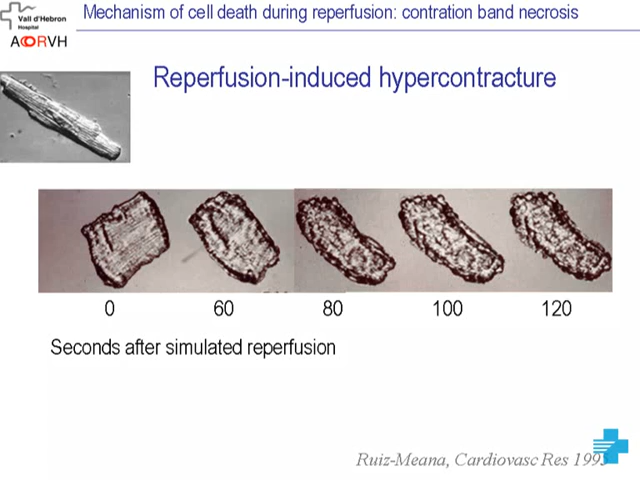 Mechanism of cell death during reperfusion: contration band necrosis
Vall d'Hebron
Hospital
ACORVH
Reperfusion-induced hypercontracture
0 60 80 100 120
Seconds after simulated reperfusion
Ruiz-Meana, Cardiovasc Res 199